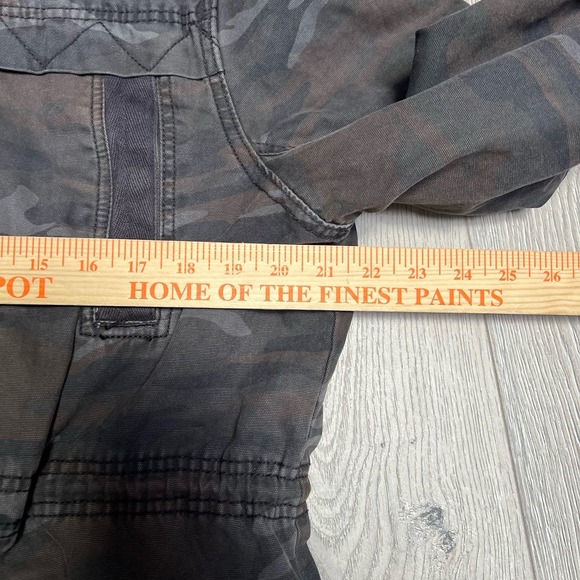 15 16 17 18 19 20 21 22 23 24 25 26
POT HOME OF THE FINEST PAINTS